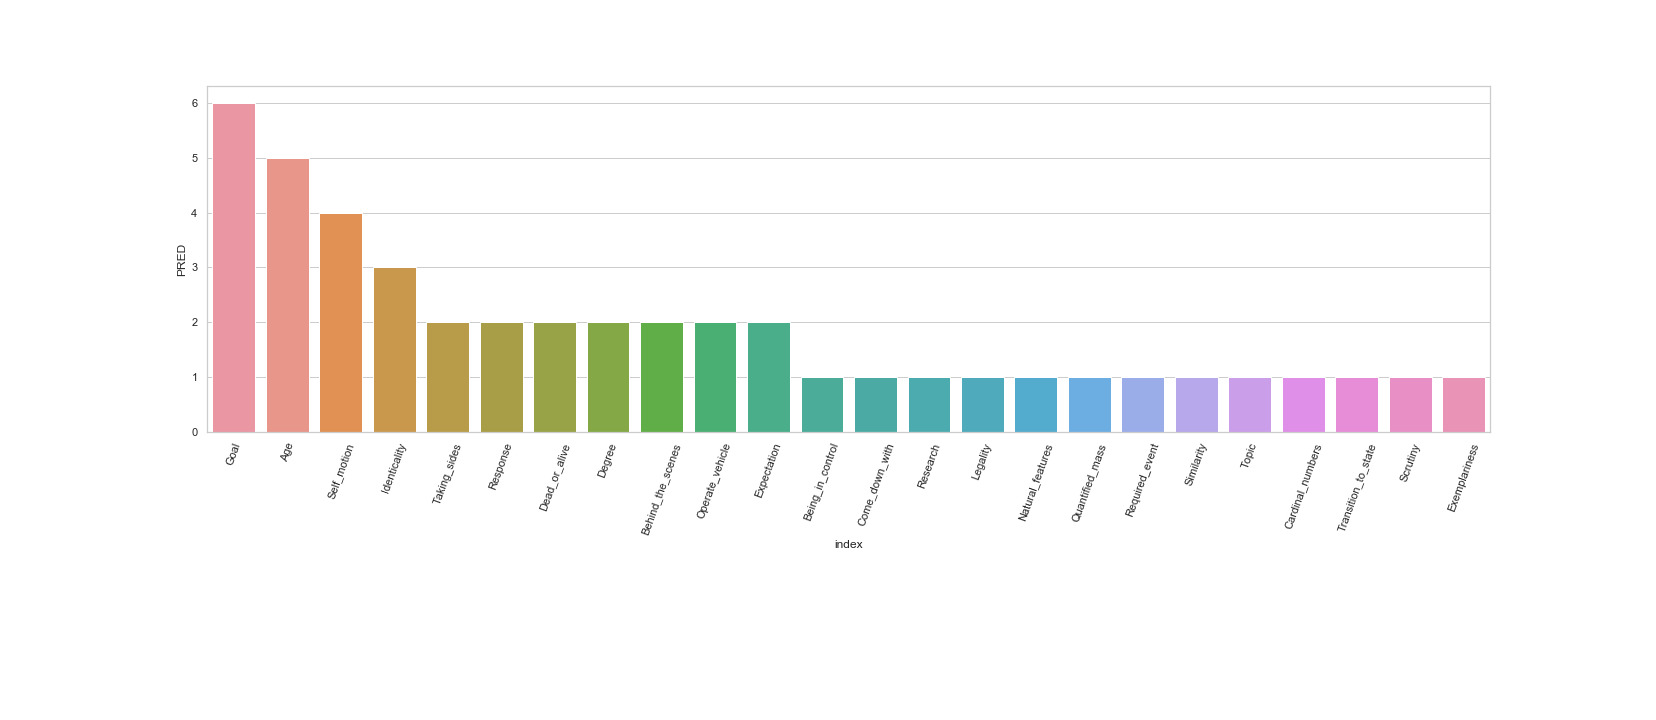 6
5
4
3
2
1
0
PRED
Goal
Age
Self_motion
Identicality
Taking_sides
Response
Dead_or_alive
Degree
Behind_the_scenes
Operate_vehicle
Expectation
Being_in_control
Come_down_with
Research
Legality
Natural_features
Quantified_mass
Required_event
Similarity
Topic
Cardinal_numbers
Transition_to_state
Scrutiny
Exemplariness
index